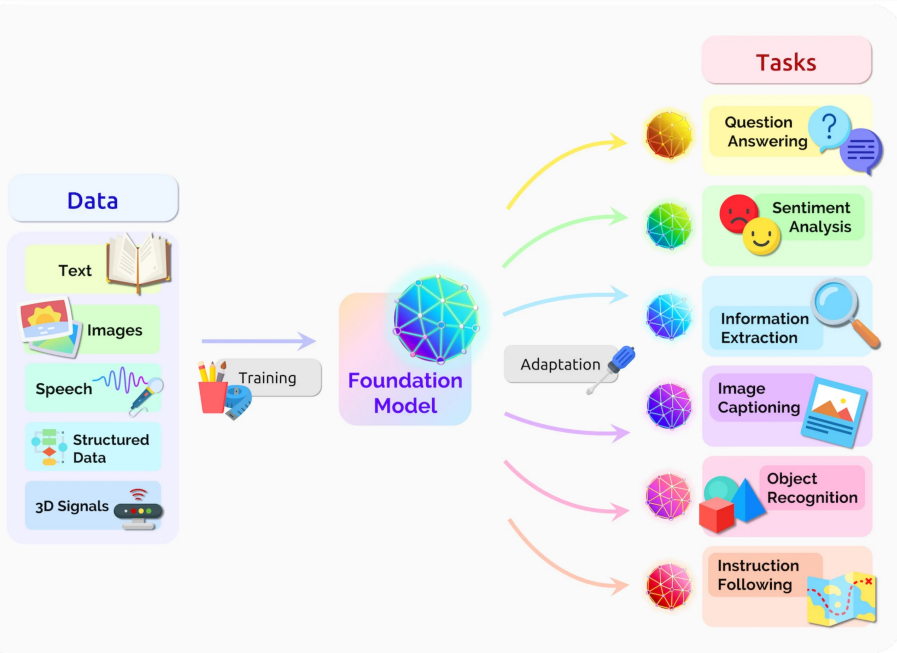 Data
Text
Images
Speech
Structured
Data
3D Signals
Training
Foundation
Model
Adaptation
Tasks
Question
Answering
?
Sentiment
Analysis
Information
Extraction
Image
Captioning
Object
Recognition
Instruction
Following